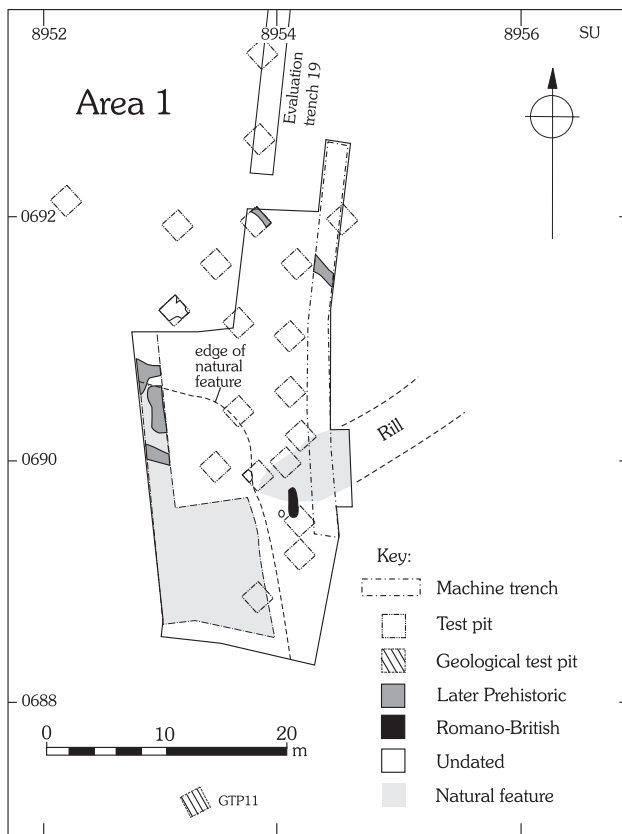 8952
8954
8956
SU
Area 1
Evaluation
trench 19
0692
edge of
natural
feature
Rill
0690
Key:
Machine trench
Test pit
Geological test pit
Later Prehistoric
Romano-British
Undated
Natural feature
0688
0
10
20
m
GTP11